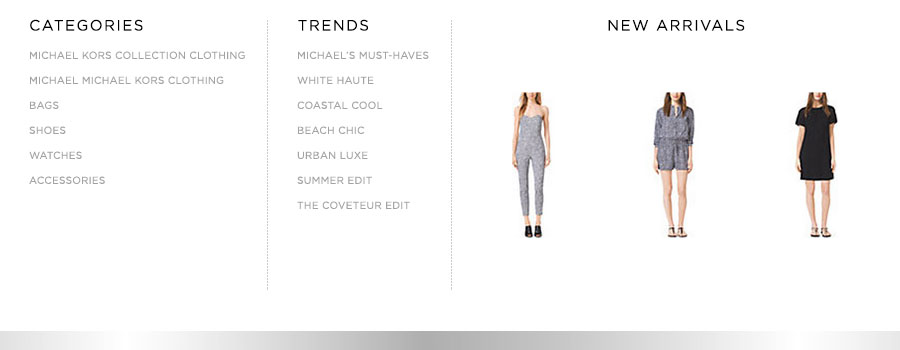 CATEGORIES
MICHAEL KORS COLLECTION CLOTHING
MICHAEL MICHAEL KORS CLOTHING
BAGS
SHOES
WATCHES
ACCESSORIES
TRENDS
MICHAEL'S MUST-HAVES
WHITE HAUTE
COASTAL COOL
BEACH CHIC
URBAN LUXE
SUMMER EDIT
THE COVETEUR EDIT
NEW ARRIVALS